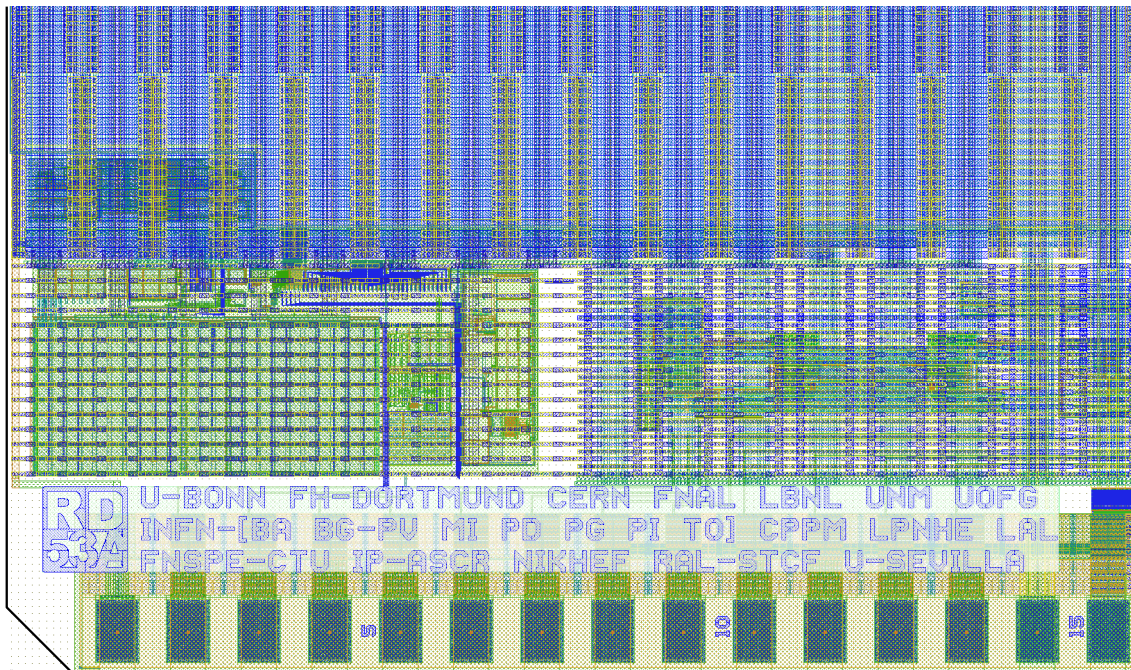 RD
53A
U-BONN FH-DORTMUND CERN FNAL LBNL UNM UOFG
INFN-[BA BG-PV MI PD PG PI TO] CPPM LPNHE LAL
FNSPE-CTU IP-ASCR NIKHEF RAL-STCF U-SEVILLA
5
10
15